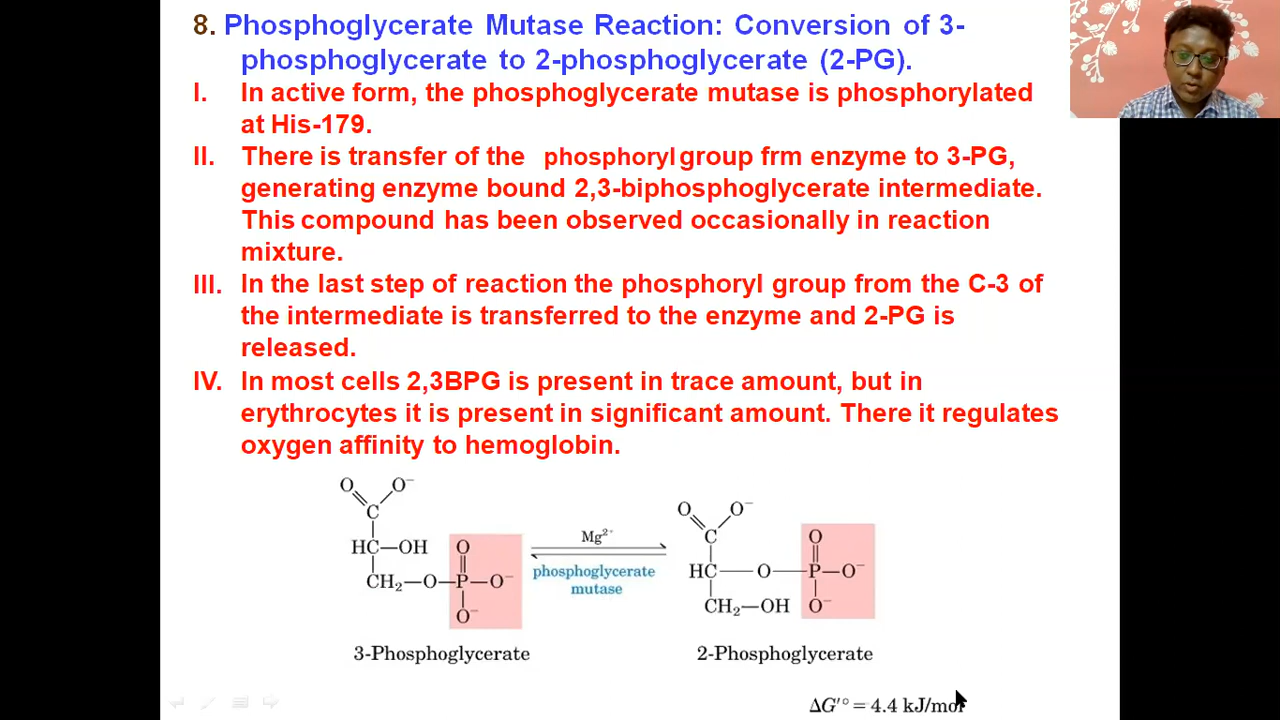 8. Phosphoglycerate Mutase Reaction: Conversion of 3-
phosphoglycerate to 2-phosphoglycerate (2-PG).
I. In active form, the phosphoglycerate mutase is phosphorylated
at His-179.
II. There is transfer of the phosphoryl group frm enzyme to 3-PG,
generating enzyme bound 2,3-biphosphoglycerate intermediate.
This compound has been observed occasionally in reaction
mixture.
III. In the last step of reaction the phosphoryl group from the C-3 of
the intermediate is transferred to the enzyme and 2-PG is
released.
IV. In most cells 2,3BPG is present in trace amount, but in
erythrocytes it is present in significant amount. There it regulates
oxygen affinity to hemoglobin.
O O⁻
C
HC—OH O
CH₂—O—P—O⁻
O⁻
3-Phosphoglycerate
Mg²⁺
phosphoglycerate
mutase
O O⁻
C O
HC—O—P—O⁻
CH₂—OH O⁻
2-Phosphoglycerate
ΔG′° = 4.4 kJ/mol